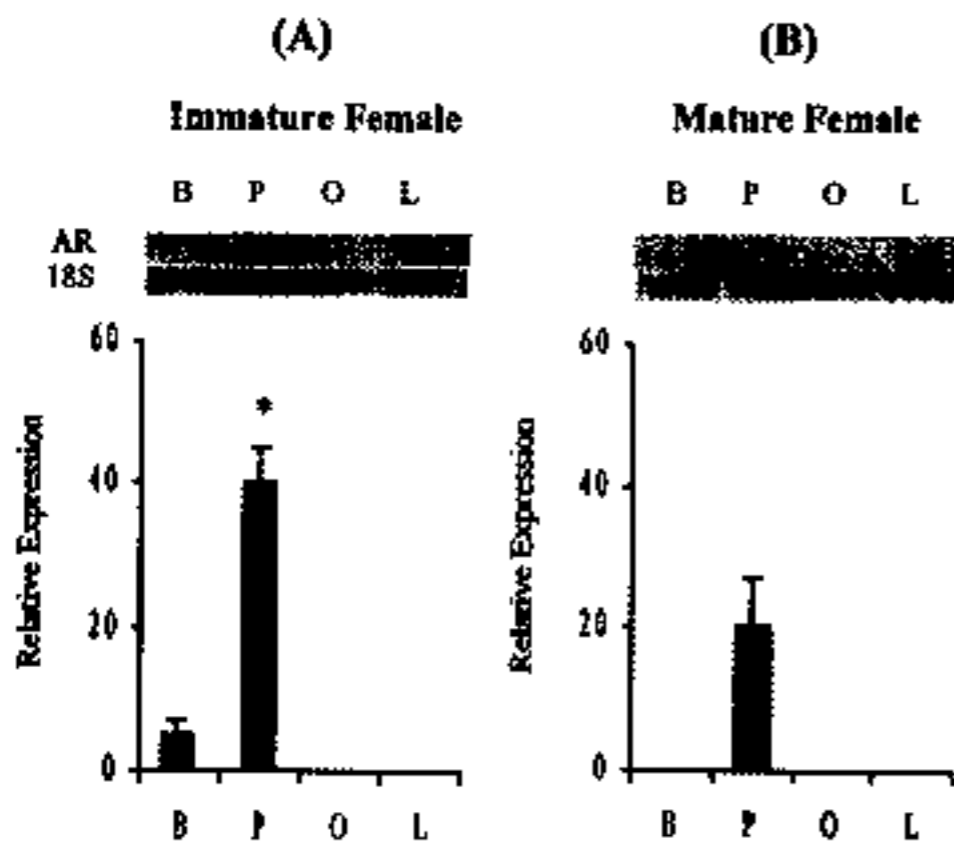 (A)
Immature Female
B P O L
AR
18S
60
40
20
0
*
Relative Expression
B P O L
(B)
Mature Female
B P O L
60
40
20
0
Relative Expression
B P O L